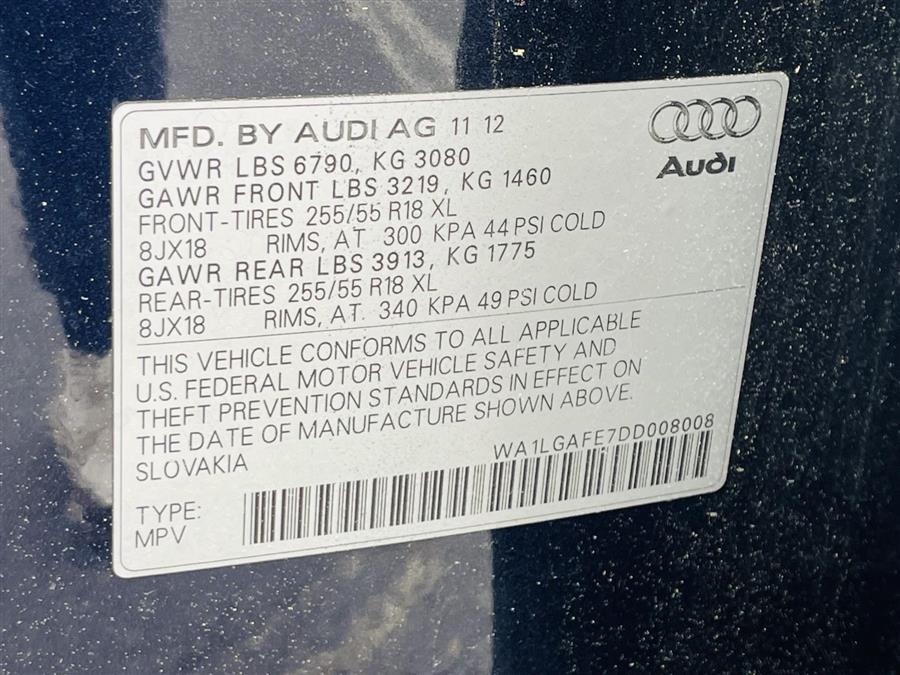 MFD. BY AUDI AG 11 12
GVWR LBS 6790, KG 3080
GAWR FRONT LBS 3219, KG 1460
FRONT-TIRES 255/55 R18 XL
8JX18 RIMS, AT 300 KPA 44 PSI COLD
GAWR REAR LBS 3913, KG 1775
REAR-TIRES 255/55 R18 XL
8JX18 RIMS, AT 340 KPA 49 PSI COLD
Audi
THIS VEHICLE CONFORMS TO ALL APPLICABLE
U.S. FEDERAL MOTOR VEHICLE SAFETY AND
THEFT PREVENTION STANDARDS IN EFFECT ON
THE DATE OF MANUFACTURE SHOWN ABOVE.
SLOVAKIA
WA1LGAFE7DD008008
TYPE:
MPV